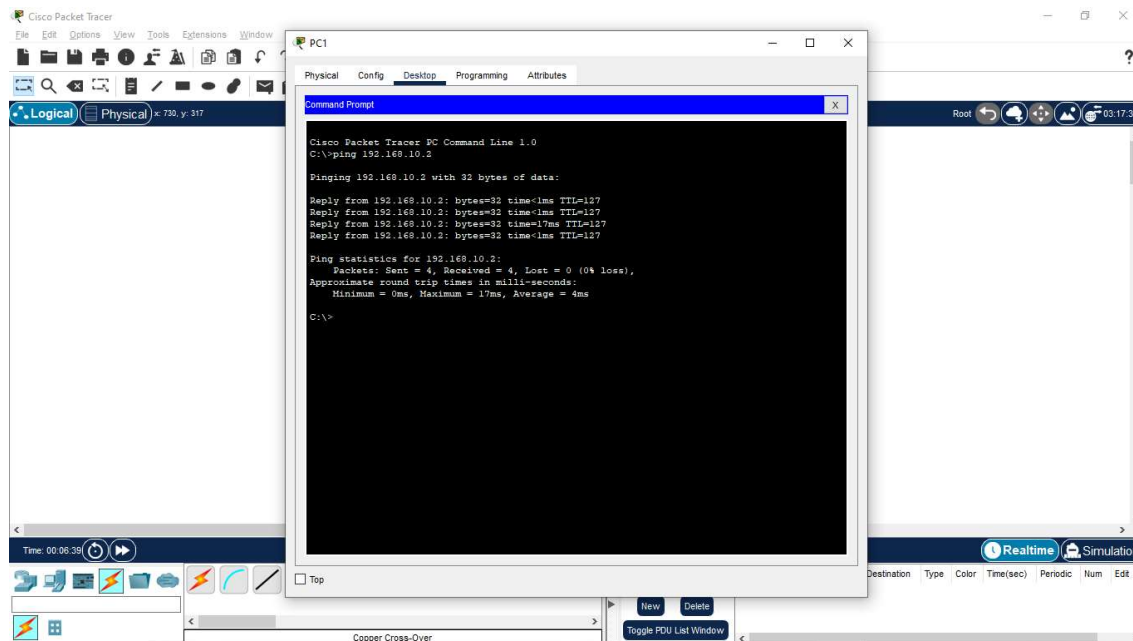 Cisco Packet Tracer
File Edit Options View Tools Extensions Window
PC1
?
Physical Config Desktop Programming Attributes
Command Prompt
X
Logical
Physical
x: 730, y: 317
Root
03:17:3
Cisco Packet Tracer PC Command Line 1.0
C:\>ping 192.168.10.2
Pinging 192.168.10.2 with 32 bytes of data:
Reply from 192.168.10.2: bytes=32 time<1ms TTL=127
Reply from 192.168.10.2: bytes=32 time<1ms TTL=127
Reply from 192.168.10.2: bytes=32 time=17ms TTL=127
Reply from 192.168.10.2: bytes=32 time<1ms TTL=127
Ping statistics for 192.168.10.2:
Packets: Sent = 4, Received = 4, Lost = 0 (0% loss),
Approximate round trip times in milli-seconds:
Minimum = 0ms, Maximum = 17ms, Average = 4ms
C:\>
Time: 00:06:39
Realtime
Simulatio
Top
Destination Type Color Time(sec) Periodic Num Edit
New
Delete
Toggle PDU List Window
Copper Cross-Over